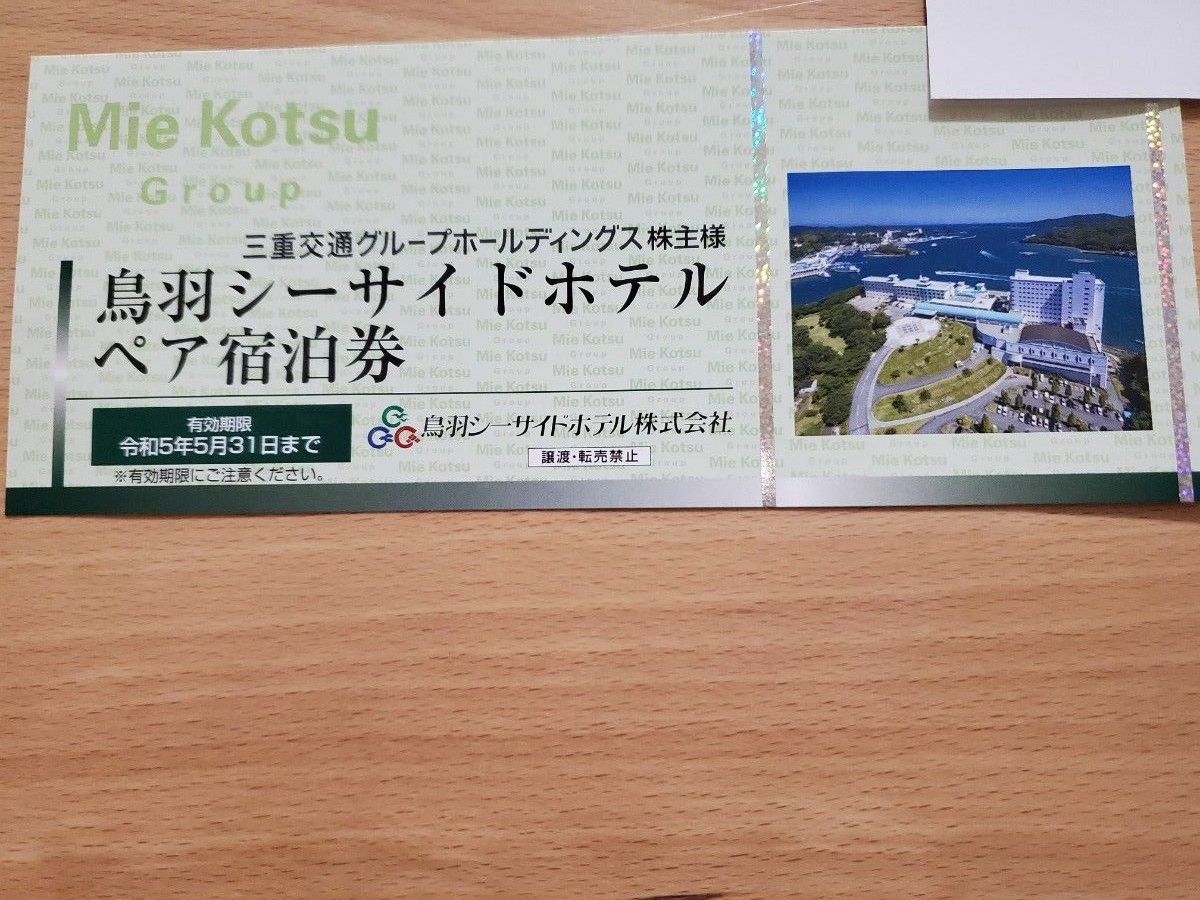 Mie Kotsu
Group
三重交通グループホールディングス株主様
鳥羽シーサイドホテル
ペア宿泊券
有効期限
令和5年5月31日まで
※有効期限にご注意ください。
鳥羽シーサイドホテル株式会社
譲渡・転売禁止